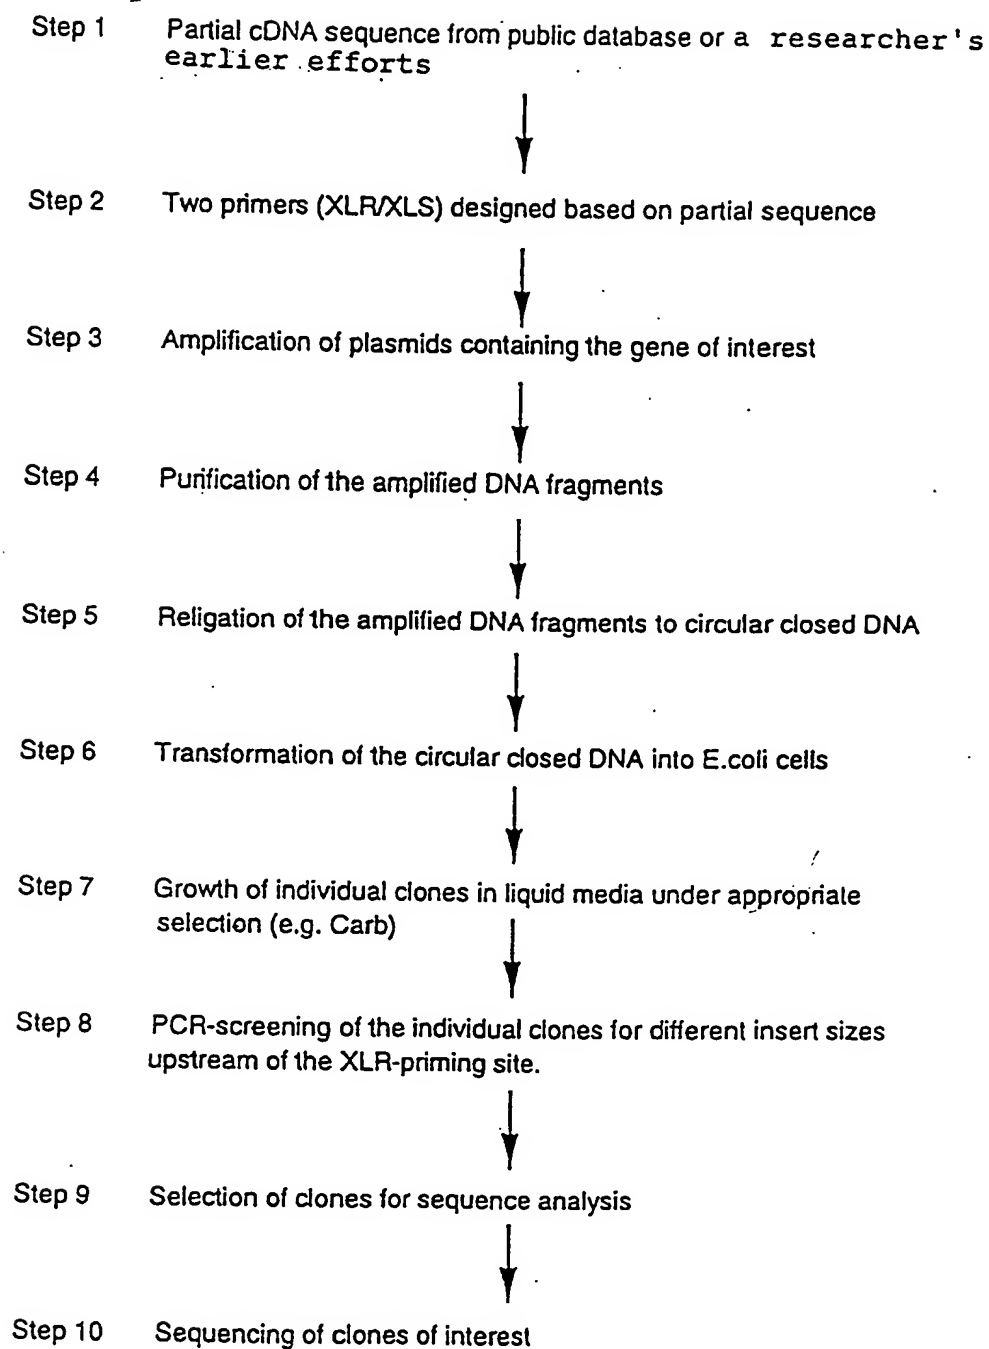 Step 1 Partial cDNA sequence from public database or a researcher's
earlier efforts
Step 2 Two primers (XLR/XLS) designed based on partial sequence
Step 3 Amplification of plasmids containing the gene of interest
Step 4 Purification of the amplified DNA fragments
Step 5 Religation of the amplified DNA fragments to circular closed DNA
Step 6 Transformation of the circular closed DNA into E.coli cells
Step 7 Growth of individual clones in liquid media under appropriate
selection (e.g. Carb)
Step 8 PCR-screening of the individual clones for different insert sizes
upstream of the XLR-priming site.
Step 9 Selection of clones for sequence analysis
Step 10 Sequencing of clones of interest